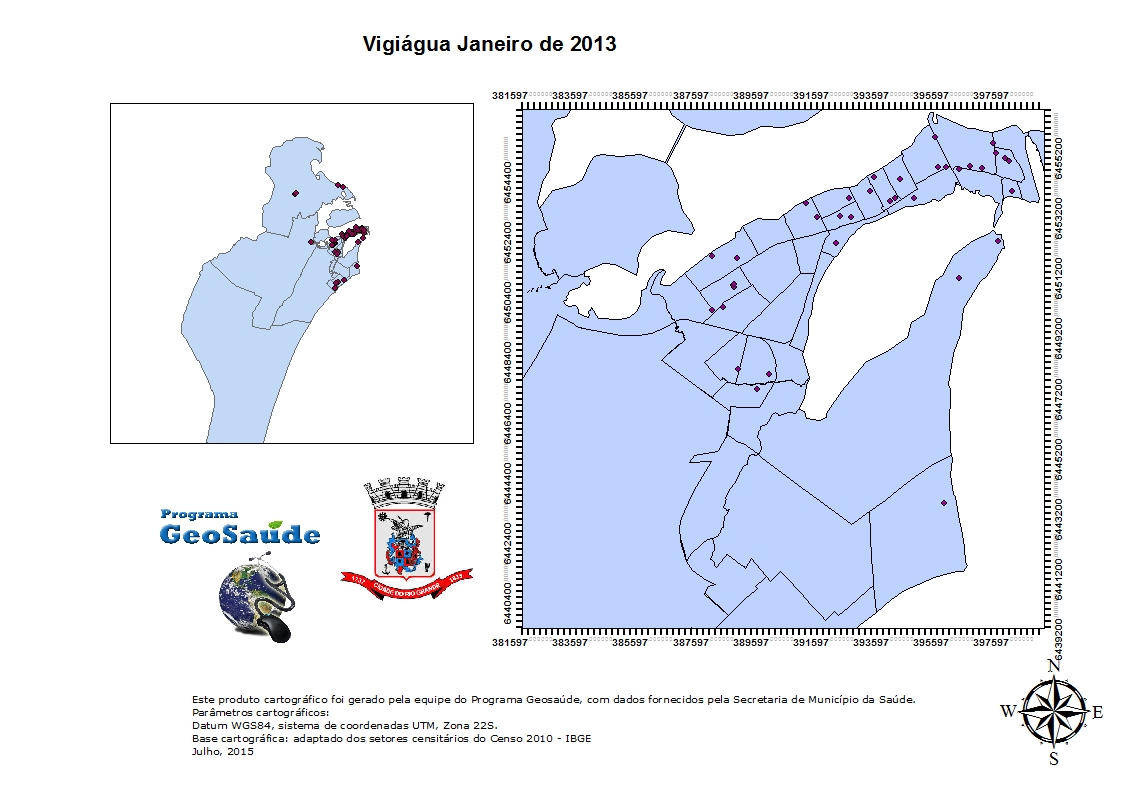 Vigiágua Janeiro de 2013
381597 383597 385597 387597 389597 391597 393597 395597 397597
6454400
6452400
6450400
6448400
6446400
6444400
6442400
6440400
6455200
6453200
6451200
6449200
6447200
6445200
6443200
6441200
6439200
381597 383597 385597 387597 389597 391597 393597 395597 397597
Programa
GeoSaúde
1737 CIDADE DO RIO GRANDE 1835
N
W E
S
Este produto cartográfico foi gerado pela equipe do Programa Geosaúde, com dados fornecidos pela Secretaria de Município da Saúde.
Parâmetros cartográficos:
Datum WGS84, sistema de coordenadas UTM, Zona 22S.
Base cartográfica: adaptado dos setores censitários do Censo 2010 - IBGE
Julho, 2015